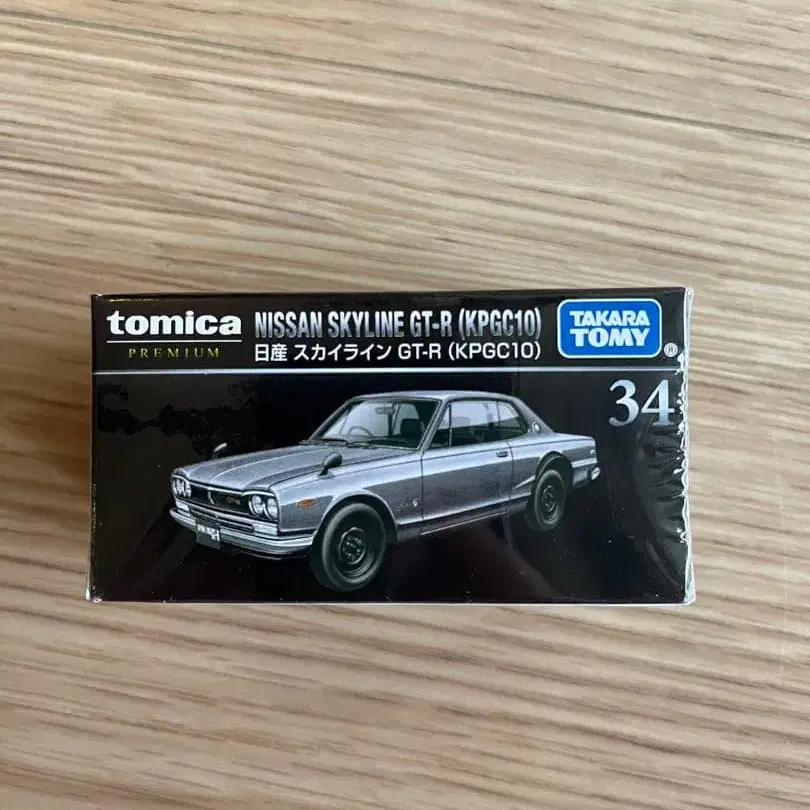 tomica
PREMIUM
NISSAN SKYLINE GT-R (KPGC10)
日産 スカイライン GT-R (KPGC10)
TAKARA
TOMY
®
34